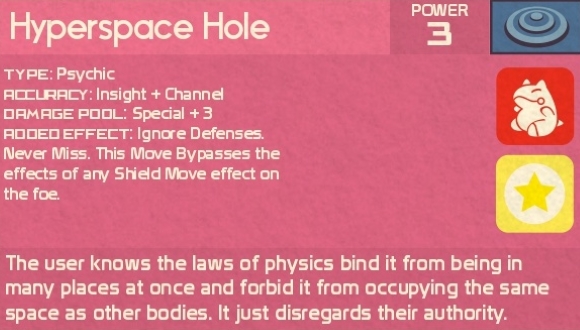 Hyperspace Hole
POWER
3
TYPE: Psychic
ACCURACY: Insight + Channel
DAMAGE POOL: Special + 3
ADDED EFFECT: Ignore Defenses.
Never Miss. This Move Bypasses the
effects of any Shield Move effect on
the foe.
The user knows the laws of physics bind it from being in
many places at once and forbid it from occupying the same
space as other bodies. It just disregards their authority.